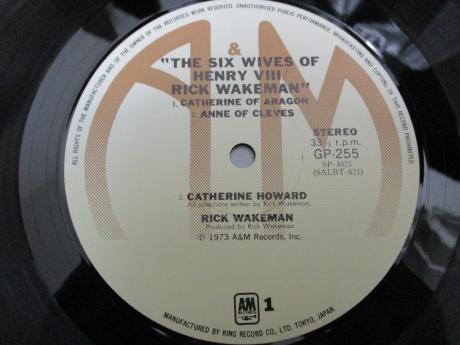 ALL RIGHTS OF THE MANUFACTURER AND OF THE OWNER OF THE RECORDED WORK RESERVED. UNAUTHORISED PUBLIC PERFORMANCE, BROADCASTING AND COPYING OF THIS RECORD PROHIBITED.
&
"THE SIX WIVES OF
HENRY VIII/
RICK WAKEMAN"
1. CATHERINE OF ARAGON
2. ANNE OF CLEVES
STEREO
33⅓ r.p.m.
GP-255
SP-4621
(SALBT-621)
3. CATHERINE HOWARD
All selections written by Rick Wakeman.
RICK WAKEMAN
Produced by Rick Wakeman
℗ 1973 A&M Records, Inc.
AM
RECORDS
1
MANUFACTURED BY KING RECORD CO., LTD. TOKYO, JAPAN